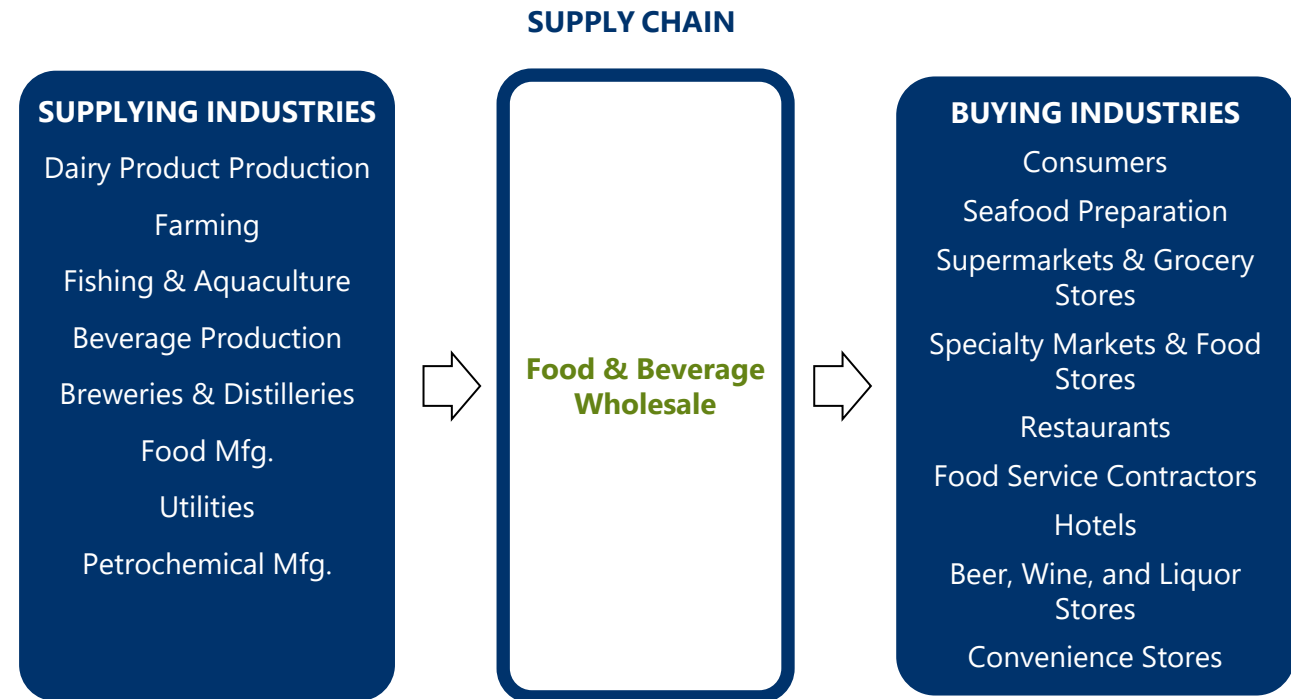 SUPPLY CHAIN
SUPPLYING INDUSTRIES
Dairy Product Production
Farming
Fishing & Aquaculture
Beverage Production
Breweries & Distilleries
Food Mfg.
Utilities
Petrochemical Mfg.
Food & Beverage
Wholesale
BUYING INDUSTRIES
Consumers
Seafood Preparation
Supermarkets & Grocery
Stores
Specialty Markets & Food
Stores
Restaurants
Food Service Contractors
Hotels
Beer, Wine, and Liquor
Stores
Convenience Stores